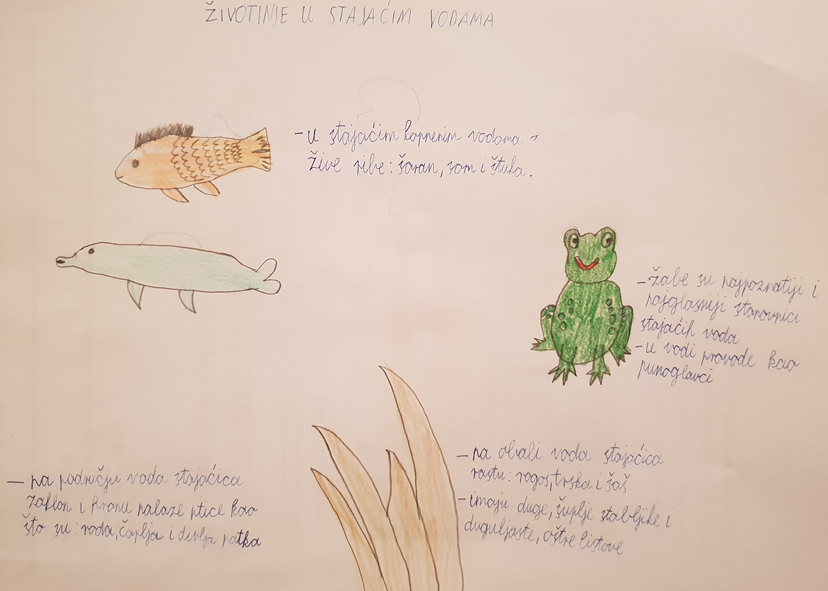 ŽIVOTINJE U STAJAĆIM VODAMA
- u stajaćim kopnenim vodama
žive ribe: šaran, som i štuka.
- žabe su najpoznatiji i
najglasniji stanovnici
stajaćih voda
- u vodi provode kao
punoglavci
- na obali voda stajaćica
rastu: rogoz, trska i šaš
- imaju duge, šuplje stabljike i
duguljaste, oštre listove
- na području voda stajaćica
zaklon i hranu nalaze ptice kao
što su: roda, čaplja i divlja patka